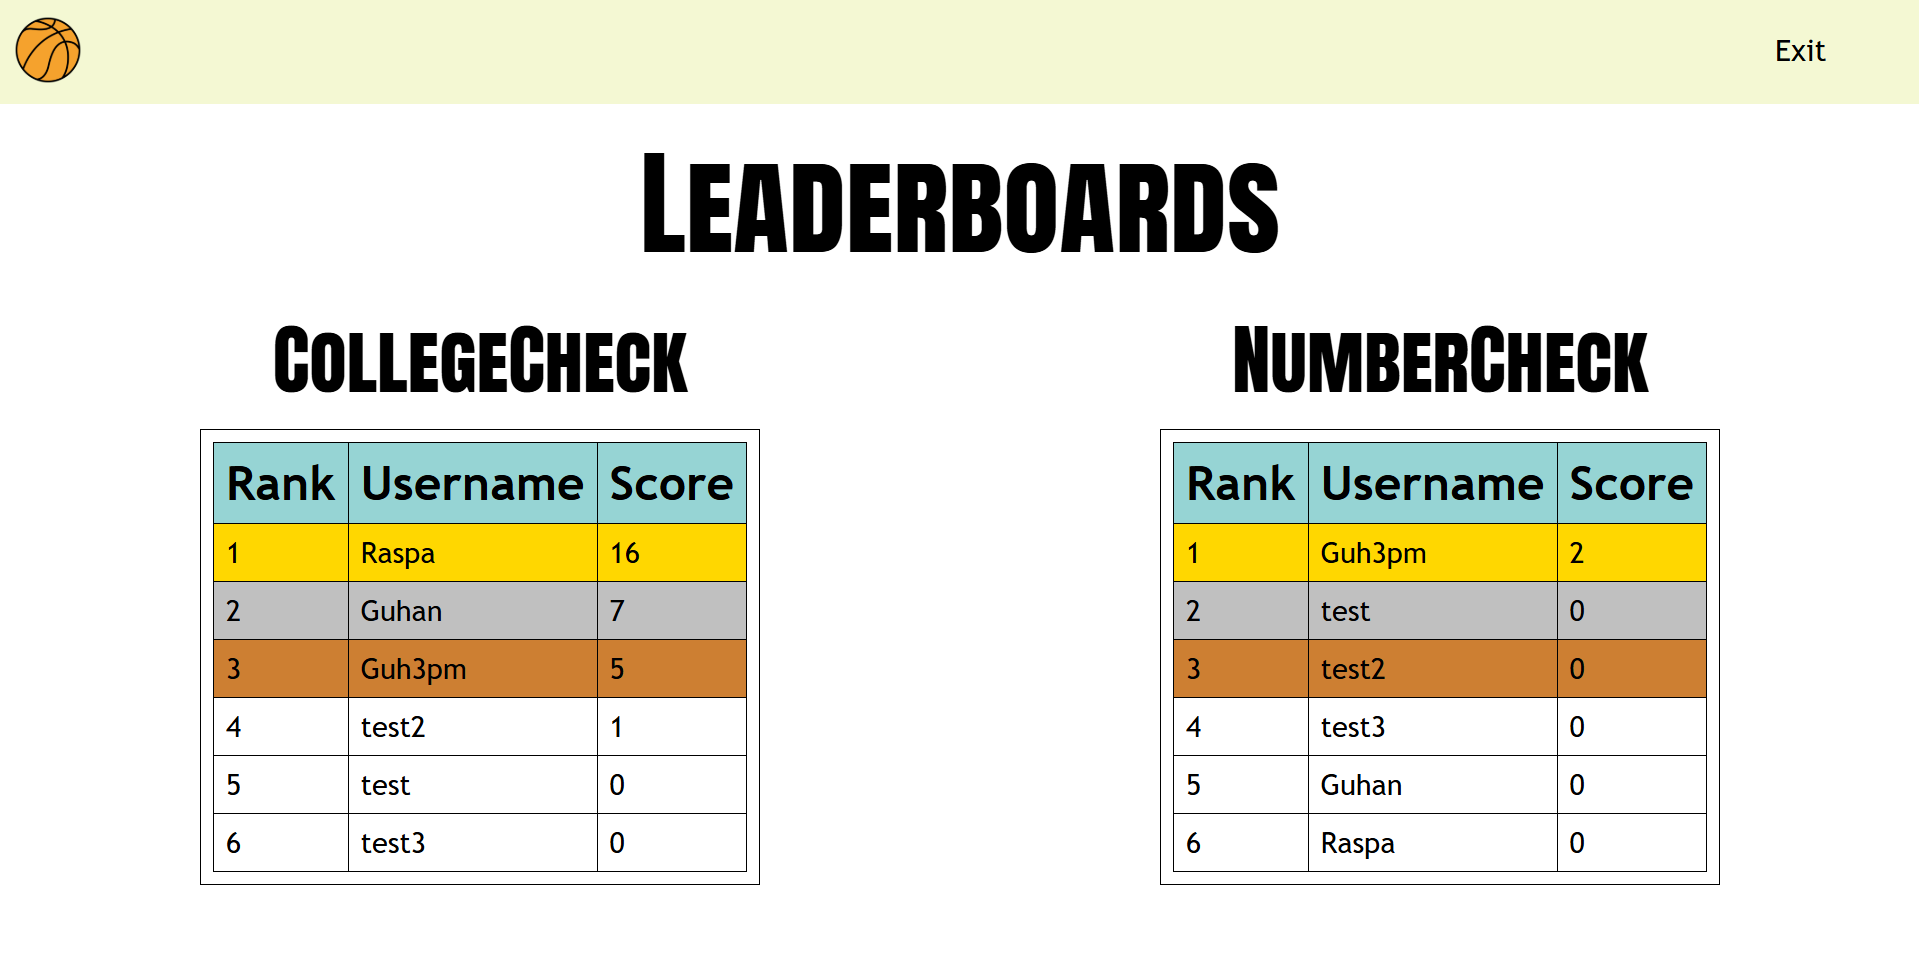 Exit
Leaderboards
CollegeCheck
Rank Username Score
1 Raspa 16
2 Guhan 7
3 Guh3pm 5
4 test2 1
5 test 0
6 test3 0
NumberCheck
Rank Username Score
1 Guh3pm 2
2 test 0
3 test2 0
4 test3 0
5 Guhan 0
6 Raspa 0